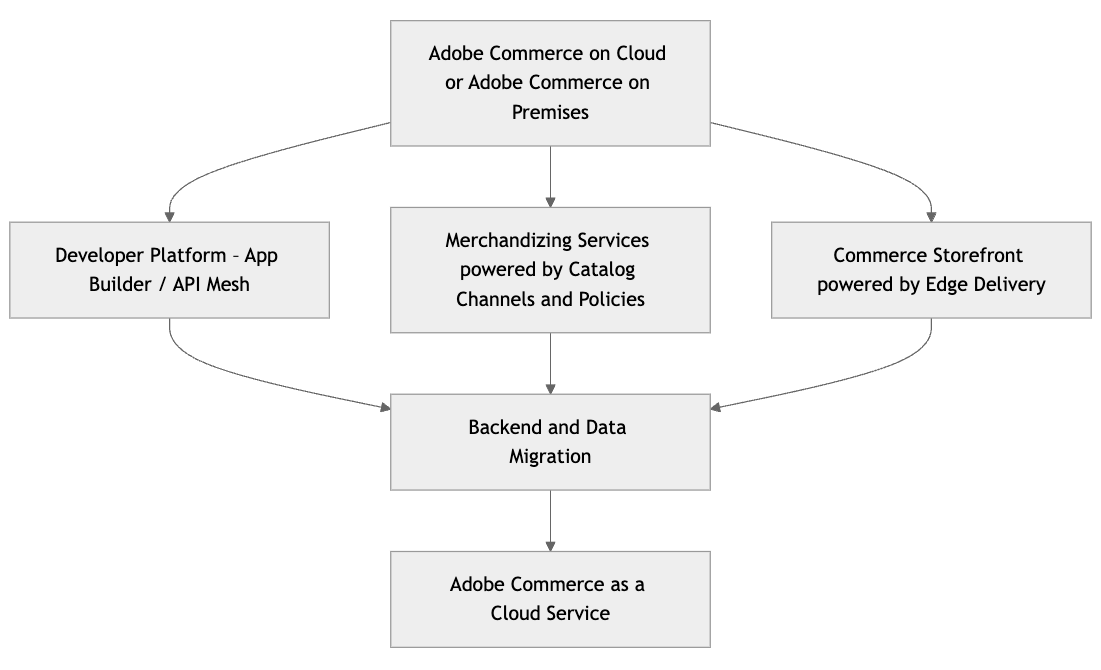 Adobe Commerce on Cloud
or Adobe Commerce on
Premises
Developer Platform – App
Builder / API Mesh
Merchandizing Services
powered by Catalog
Channels and Policies
Commerce Storefront
powered by Edge Delivery
Backend and Data
Migration
Adobe Commerce as a
Cloud Service